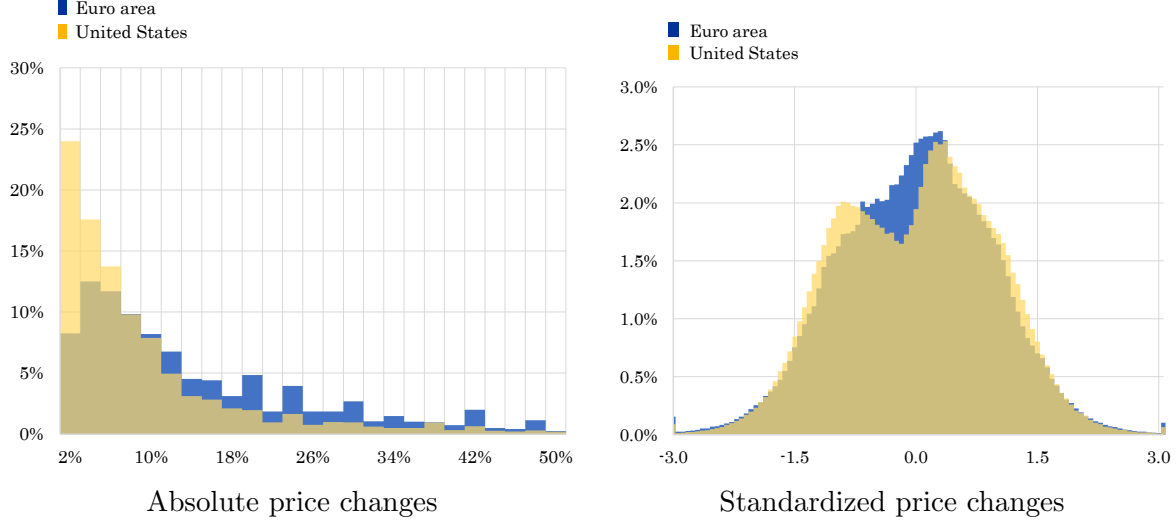 Euro area
United States
30%
25%
20%
15%
10%
5%
0%
2% 10% 18% 26% 34% 42% 50%
Absolute price changes
Euro area
United States
3.0%
2.5%
2.0%
1.5%
1.0%
0.5%
0.0%
-3.0 -1.5 0.0 1.5 3.0
Standardized price changes